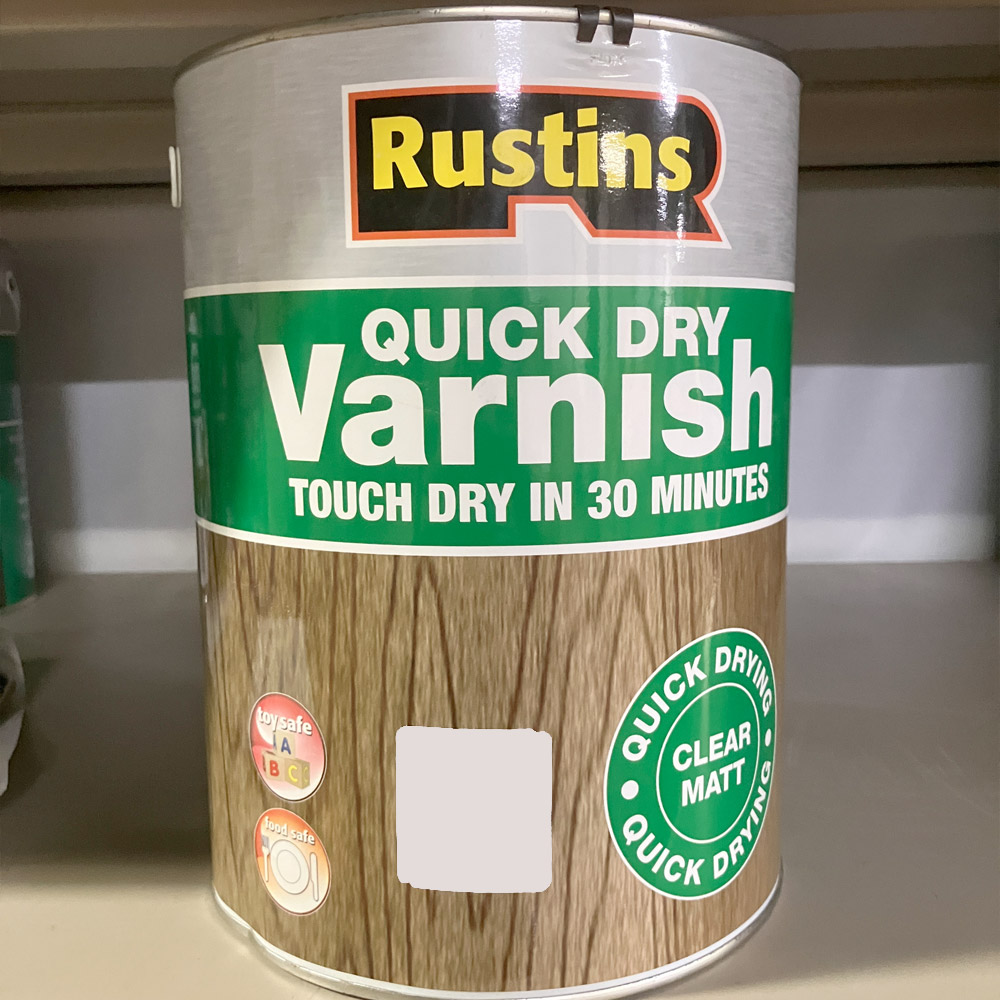 Rustins
QUICK DRY
Varnish
TOUCH DRY IN 30 MINUTES
toy safe
A
B C
food safe
QUICK DRYING
CLEAR
MATT
QUICK DRYING